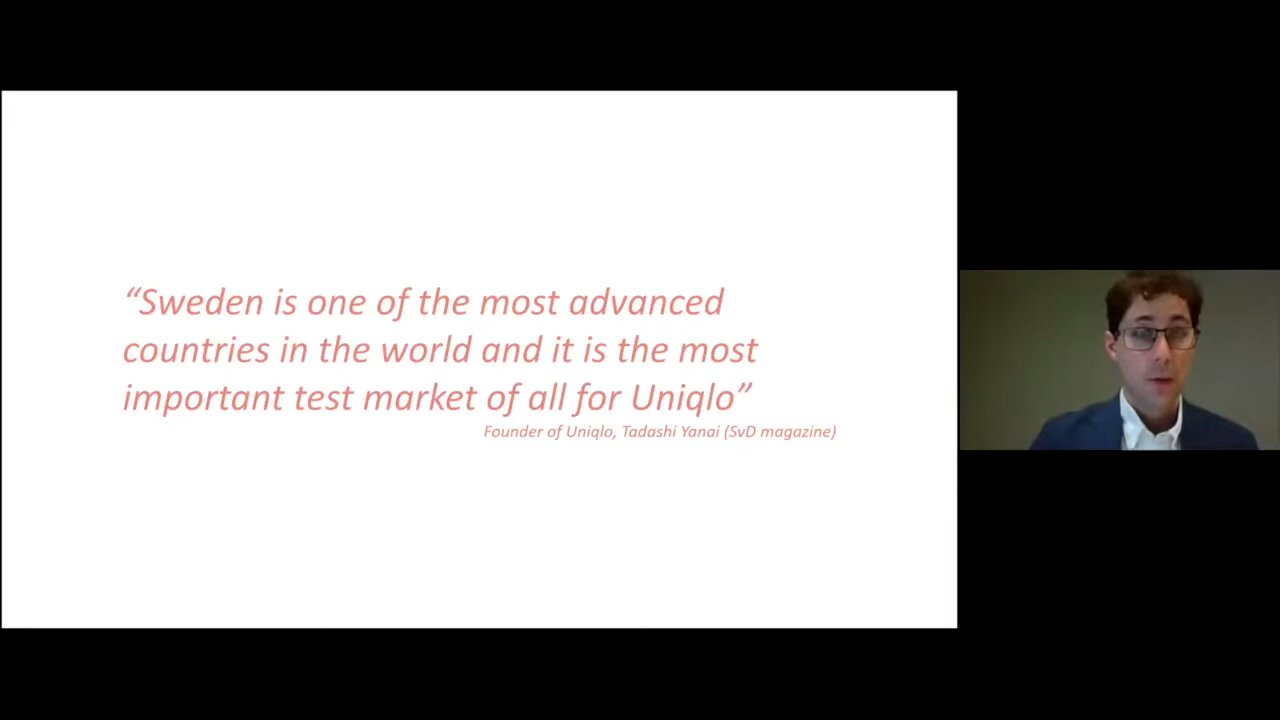 “Sweden is one of the most advanced
countries in the world and it is the most
important test market of all for Uniqlo”
Founder of Uniqlo, Tadashi Yanai (SvD magazine)